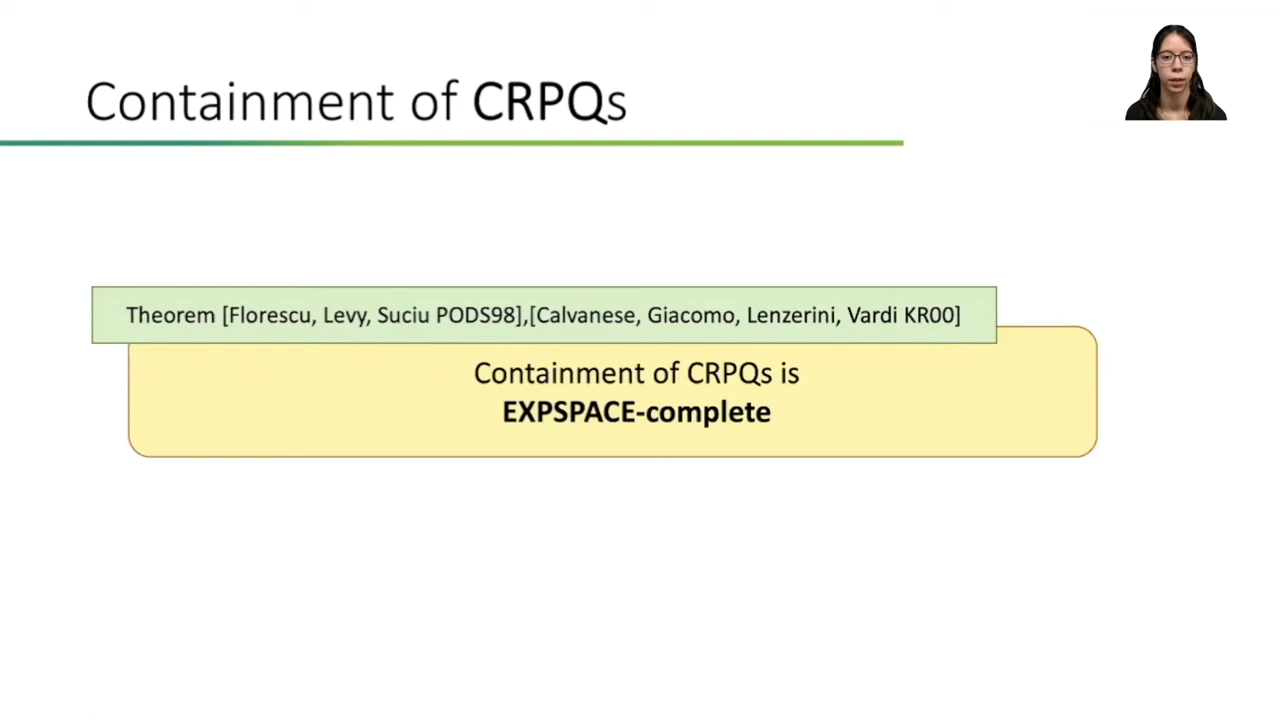 Containment of CRPQs
Theorem [Florescu, Levy, Suciu PODS98],[Calvanese, Giacomo, Lenzerini, Vardi KR00]
Containment of CRPQs is
EXPSPACE-complete